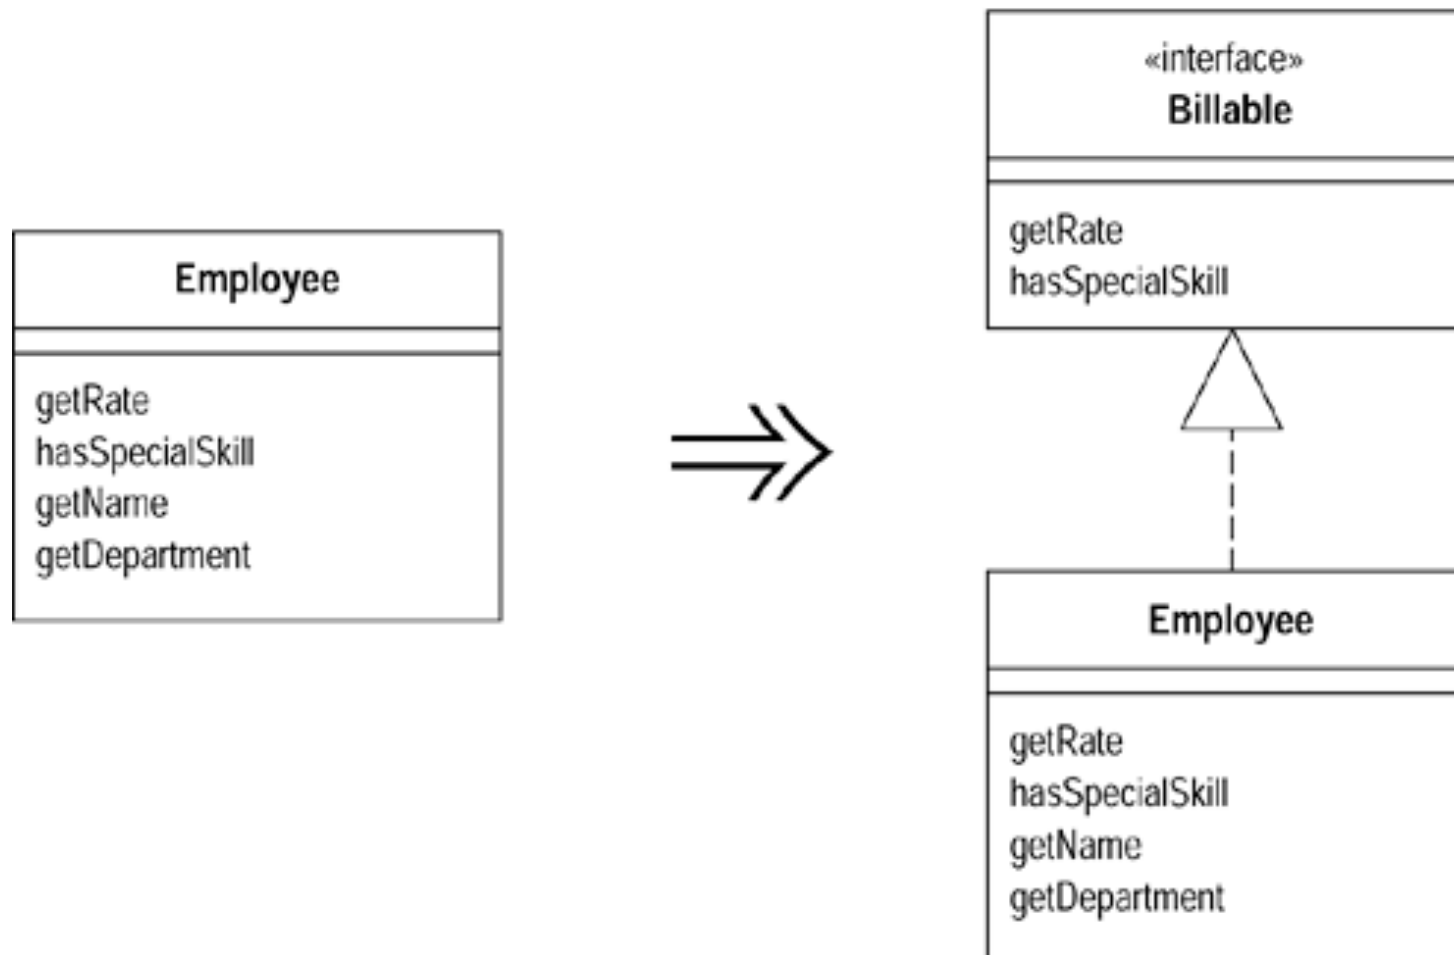 Employee
getRate
hasSpecialSkill
getName
getDepartment
«interface»
Billable
getRate
hasSpecialSkill
Employee
getRate
hasSpecialSkill
getName
getDepartment